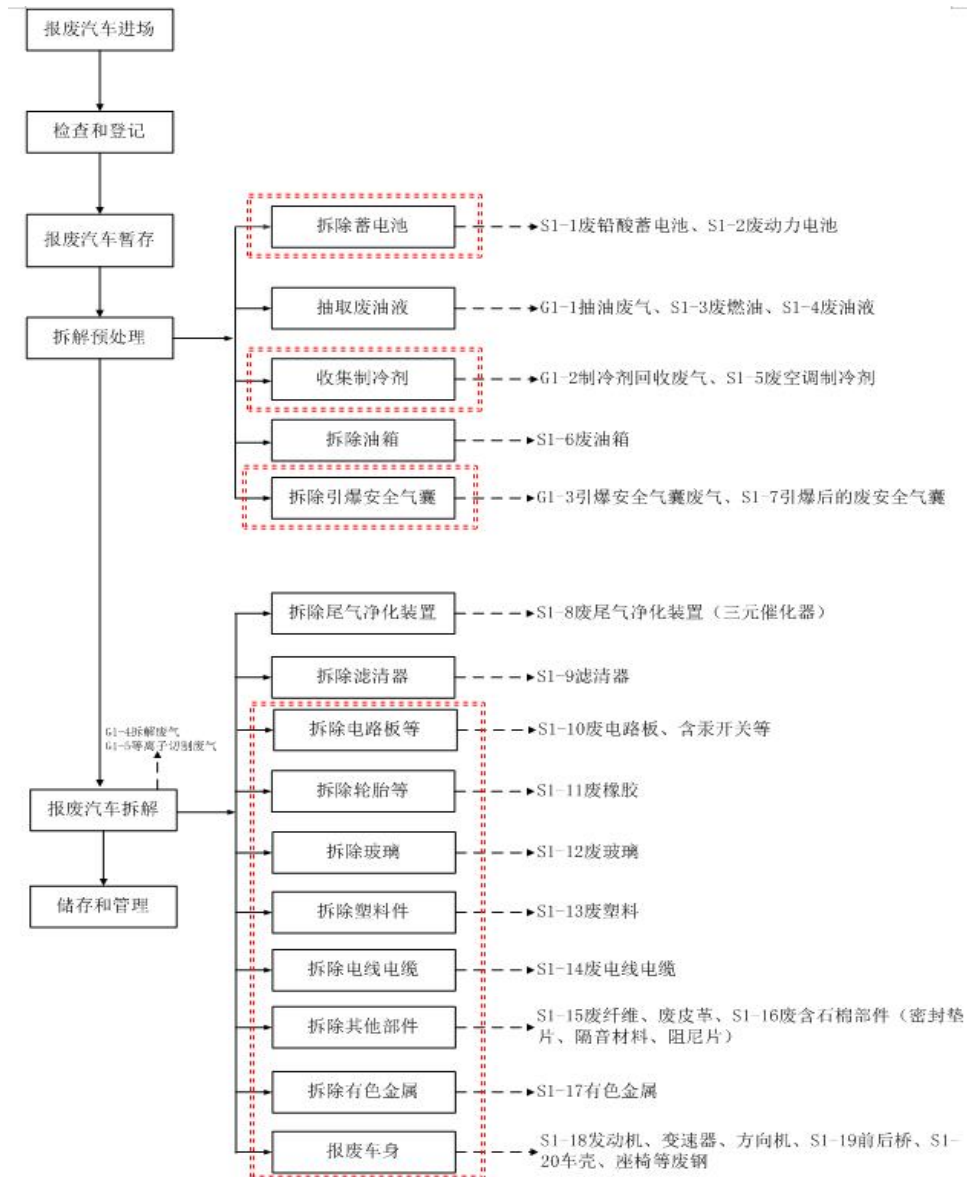 报废汽车进场
检查和登记
报废汽车暂存
拆解预处理
拆除蓄电池
S1-1废铅酸蓄电池、S1-2废动力电池
抽取废油液
G1-1抽油废气、S1-3废燃油、S1-4废油液
收集制冷剂
G1-2制冷剂回收废气、S1-5废空调制冷剂
拆除油箱
S1-6废油箱
拆除引爆安全气囊
G1-3引爆安全气囊废气、S1-7引爆后的废安全气囊
G1-4拆解废气
G1-5等离子切割废气
报废汽车拆解
储存和管理
拆除尾气净化装置
S1-8废尾气净化装置（三元催化器）
拆除滤清器
S1-9滤清器
拆除电路板等
S1-10废电路板、含汞开关等
拆除轮胎等
S1-11废橡胶
拆除玻璃
S1-12废玻璃
拆除塑料件
S1-13废塑料
拆除电线电缆
S1-14废电线电缆
拆除其他部件
S1-15废纤维、废皮革、S1-16废含石棉部件（密封垫
片、隔音材料、阻尼片）
拆除有色金属
S1-17有色金属
报废车身
S1-18发动机、变速器、方向机、S1-19前后桥、S1-
20车壳、座椅等废钢